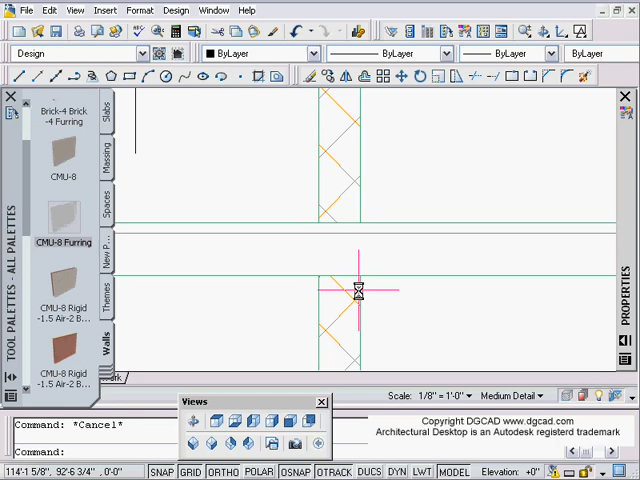 File Edit View Insert Format Design Window Help
Design ByLayer ByLayer ByLayer ByLayer
Brick-4 Brick
-4 Furring
CMU-8
CMU-8 Furring
CMU-8 Rigid
-1.5 Air-2 B...
CMU-8 Rigid
-1.5 Air-2 B...
TOOL PALETTES - ALL PALETTES
Slabs
Massing
Spaces
New P...
Themes
Walls
PROPERTIES
Scale: 1/8" = 1'-0" Medium Detail
Views
Command: *Cancel*
Command:
Copyright DGCAD www.dgcad.com
Architectural Desktop is an Autodesk registerd trademark
114'-1 5/8", 92'-6 3/4" ,0'-0" SNAP GRID ORTHO POLAR OSNAP OTRACK DUCS DYN LWT MODEL Elevation: +0"